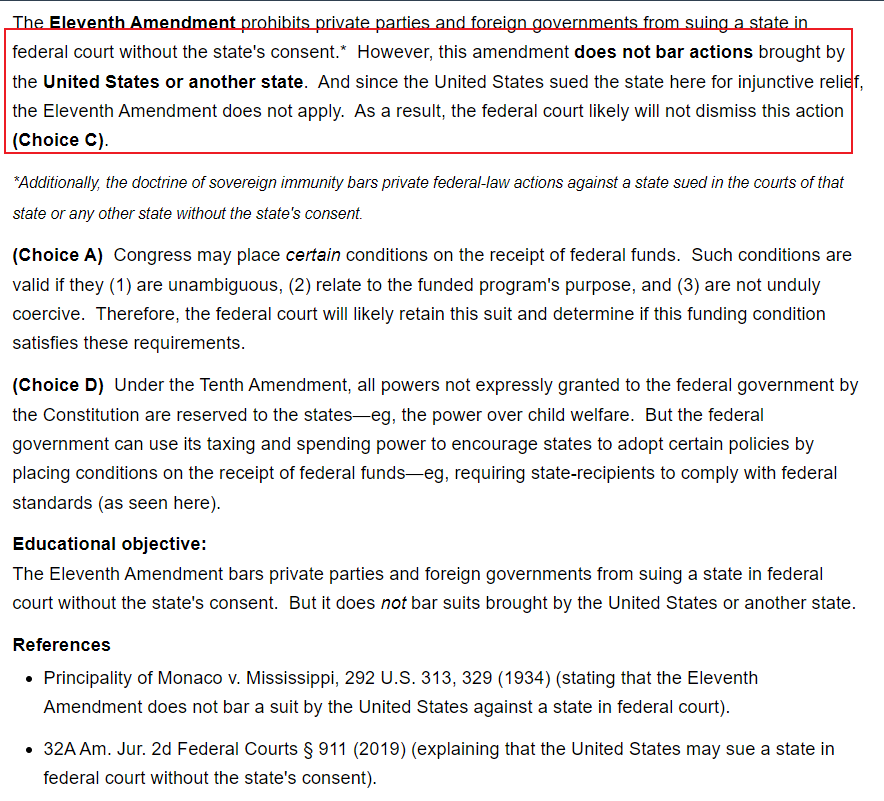 The Eleventh Amendment prohibits private parties and foreign governments from suing a state in
federal court without the state's consent.* However, this amendment does not bar actions brought by
the United States or another state. And since the United States sued the state here for injunctive relief,
the Eleventh Amendment does not apply. As a result, the federal court likely will not dismiss this action
(Choice C).
*Additionally, the doctrine of sovereign immunity bars private federal-law actions against a state sued in the courts of that
state or any other state without the state's consent.
(Choice A) Congress may place certain conditions on the receipt of federal funds. Such conditions are
valid if they (1) are unambiguous, (2) relate to the funded program's purpose, and (3) are not unduly
coercive. Therefore, the federal court will likely retain this suit and determine if this funding condition
satisfies these requirements.
(Choice D) Under the Tenth Amendment, all powers not expressly granted to the federal government by
the Constitution are reserved to the states—eg, the power over child welfare. But the federal
government can use its taxing and spending power to encourage states to adopt certain policies by
placing conditions on the receipt of federal funds—eg, requiring state-recipients to comply with federal
standards (as seen here).
Educational objective:
The Eleventh Amendment bars private parties and foreign governments from suing a state in federal
court without the state's consent. But it does not bar suits brought by the United States or another state.
References
• Principality of Monaco v. Mississippi, 292 U.S. 313, 329 (1934) (stating that the Eleventh
Amendment does not bar a suit by the United States against a state in federal court).
• 32A Am. Jur. 2d Federal Courts § 911 (2019) (explaining that the United States may sue a state in
federal court without the state's consent).